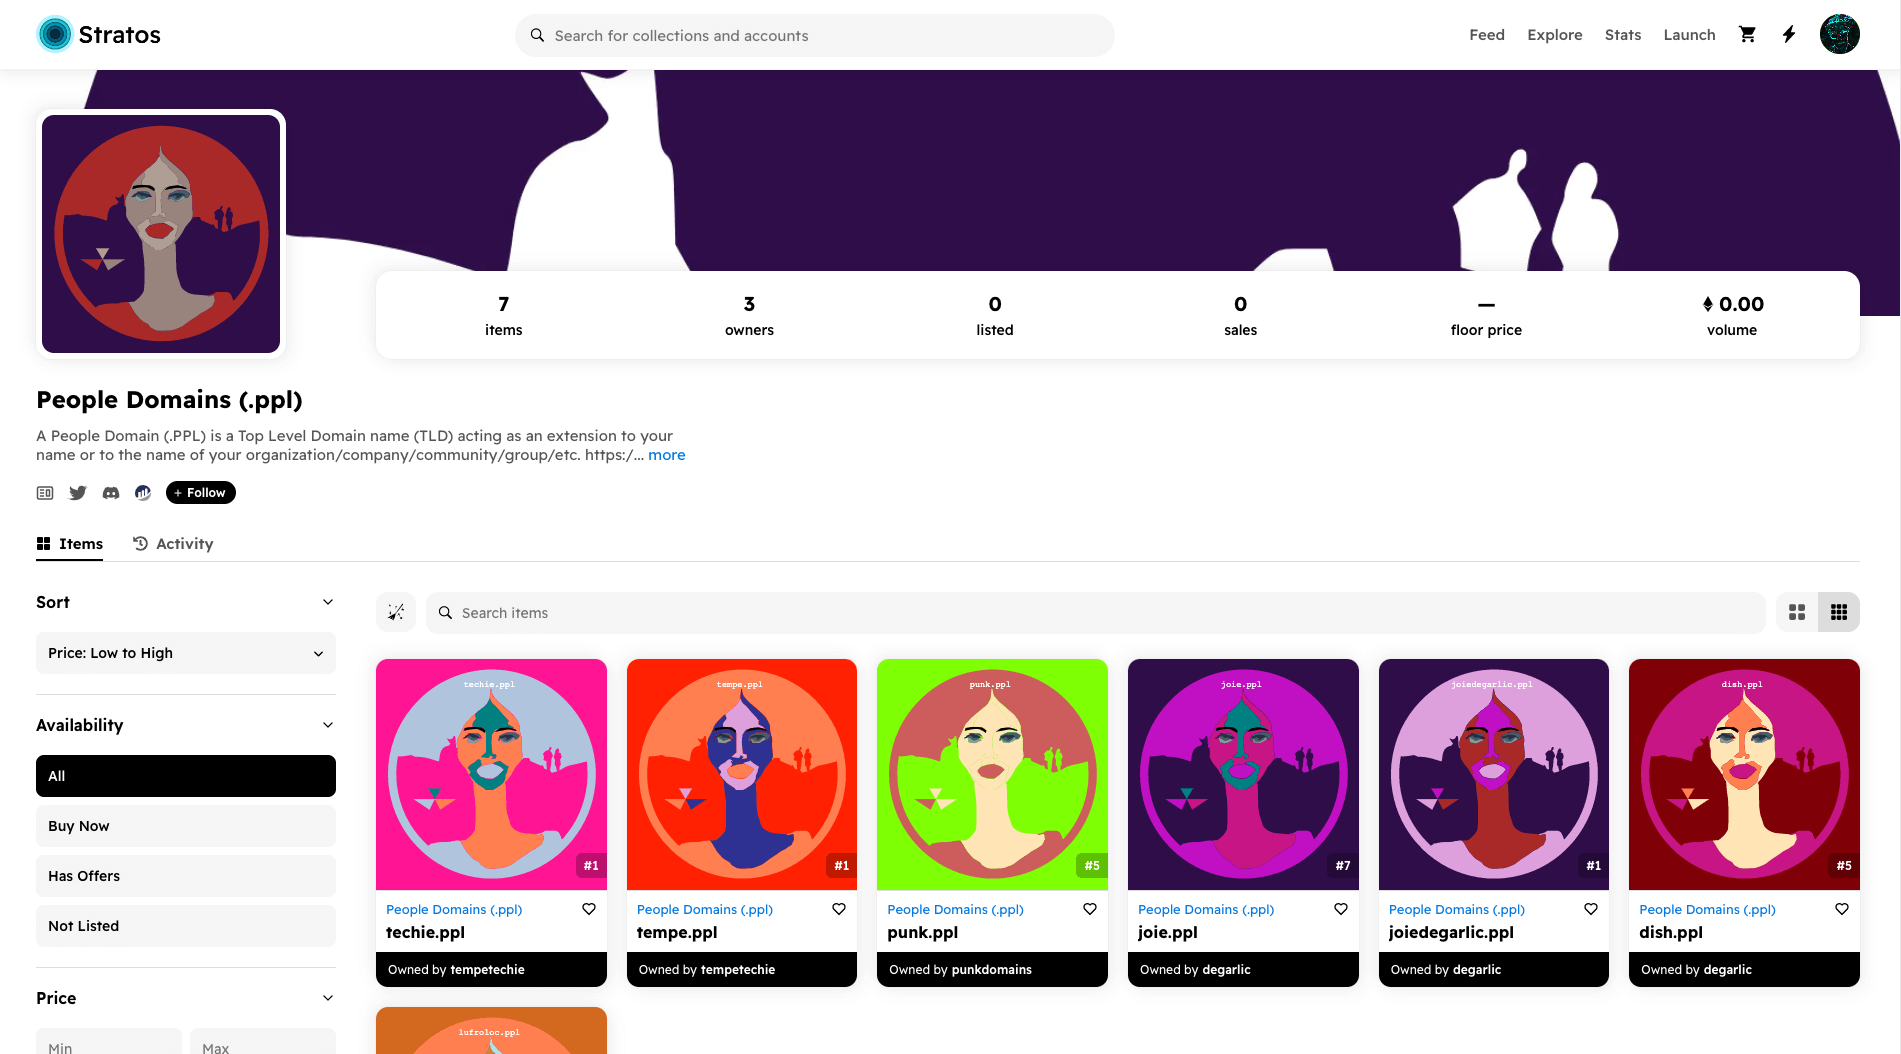 Stratos
Search for collections and accounts
Feed
Explore
Stats
Launch
7
items
3
owners
0
listed
0
sales
—
floor price
0.00
volume
People Domains (.ppl)
A People Domain (.PPL) is a Top Level Domain name (TLD) acting as an extension to your
name or to the name of your organization/company/community/group/etc. https:/... more
+ Follow
Items
Activity
Sort
Price: Low to High
Availability
All
Buy Now
Has Offers
Not Listed
Price
Min
Max
Search items
techie.ppl
#1
People Domains (.ppl)
techie.ppl
Owned by tempetechie
tempe.ppl
#1
People Domains (.ppl)
tempe.ppl
Owned by tempetechie
punk.ppl
#5
People Domains (.ppl)
punk.ppl
Owned by punkdomains
joie.ppl
#7
People Domains (.ppl)
joie.ppl
Owned by degarlic
joiedegarlic.ppl
#1
People Domains (.ppl)
joiedegarlic.ppl
Owned by degarlic
dish.ppl
#5
People Domains (.ppl)
dish.ppl
Owned by degarlic
lufroloc.ppl